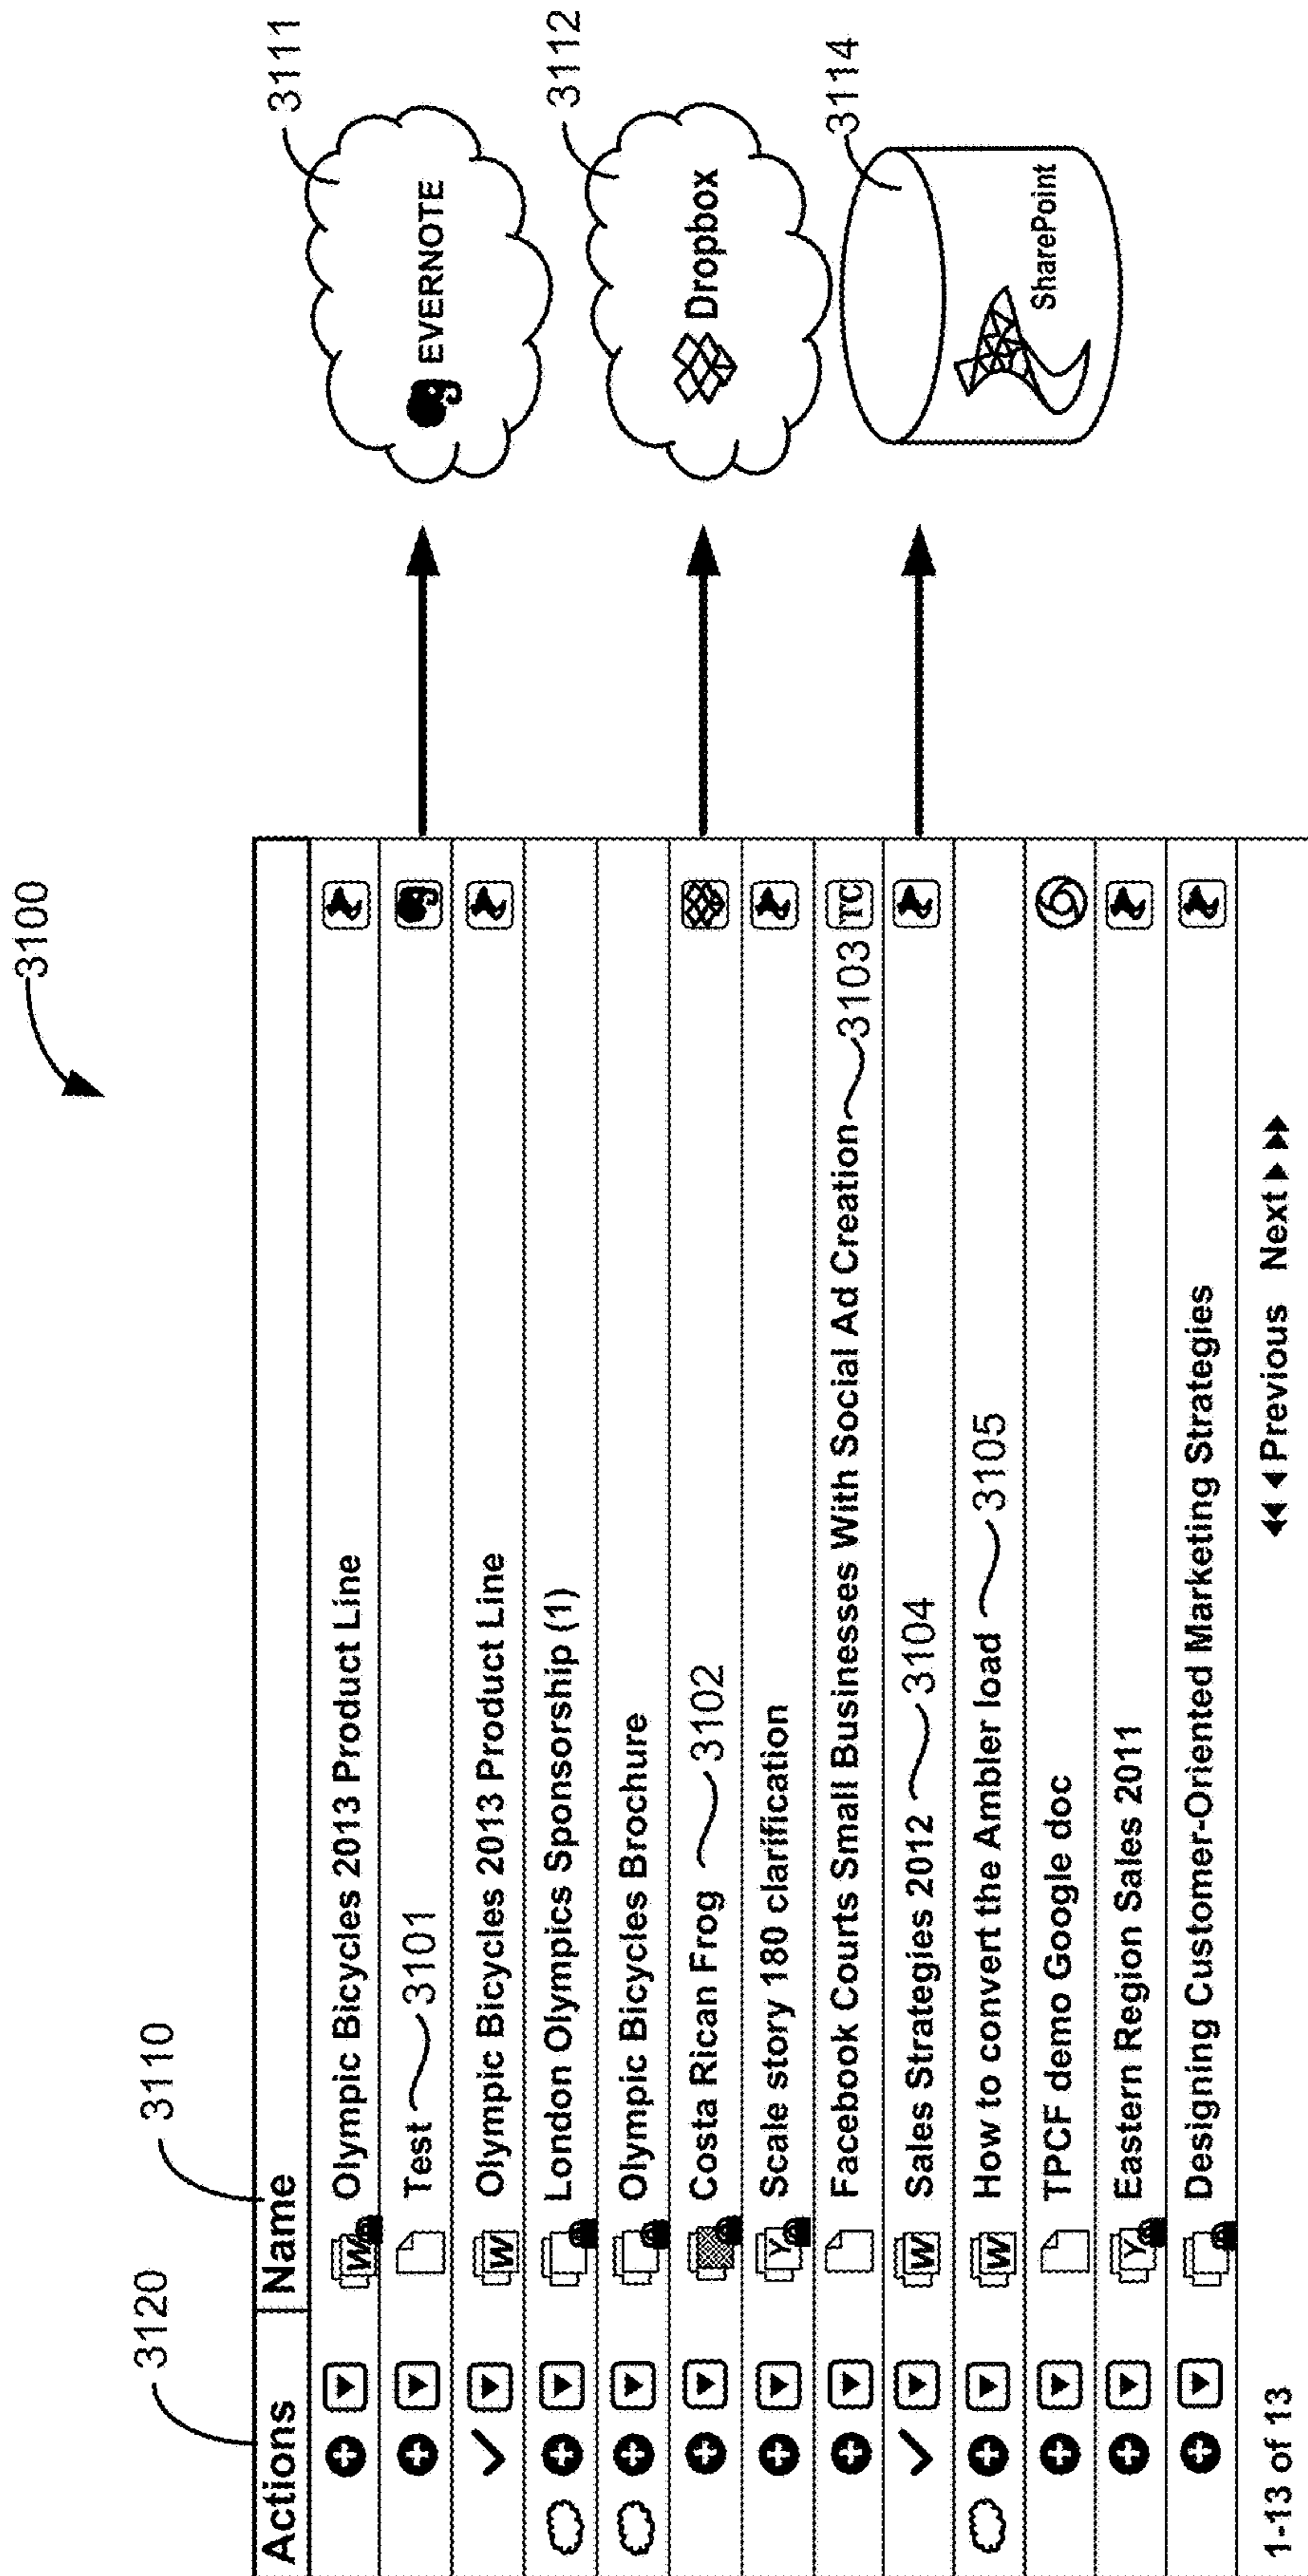 3100
3120
3110
Actions Name
Olympic Bicycles 2013 Product Line
Test 3101
Olympic Bicycles 2013 Product Line
London Olympics Sponsorship (1)
Olympic Bicycles Brochure
Costa Rican Frog 3102
Scale story 180 clarification
Facebook Courts Small Businesses With Social Ad Creation 3103 TC
Sales Strategies 2012 3104
How to convert the Ambler load 3105
TPCF demo Google doc
Eastern Region Sales 2011
Designing Customer-Oriented Marketing Strategies
1-13 of 13
Previous Next
3111
EVERNOTE
3112
Dropbox
3114
SharePoint
W
W
Y
W
W
Y